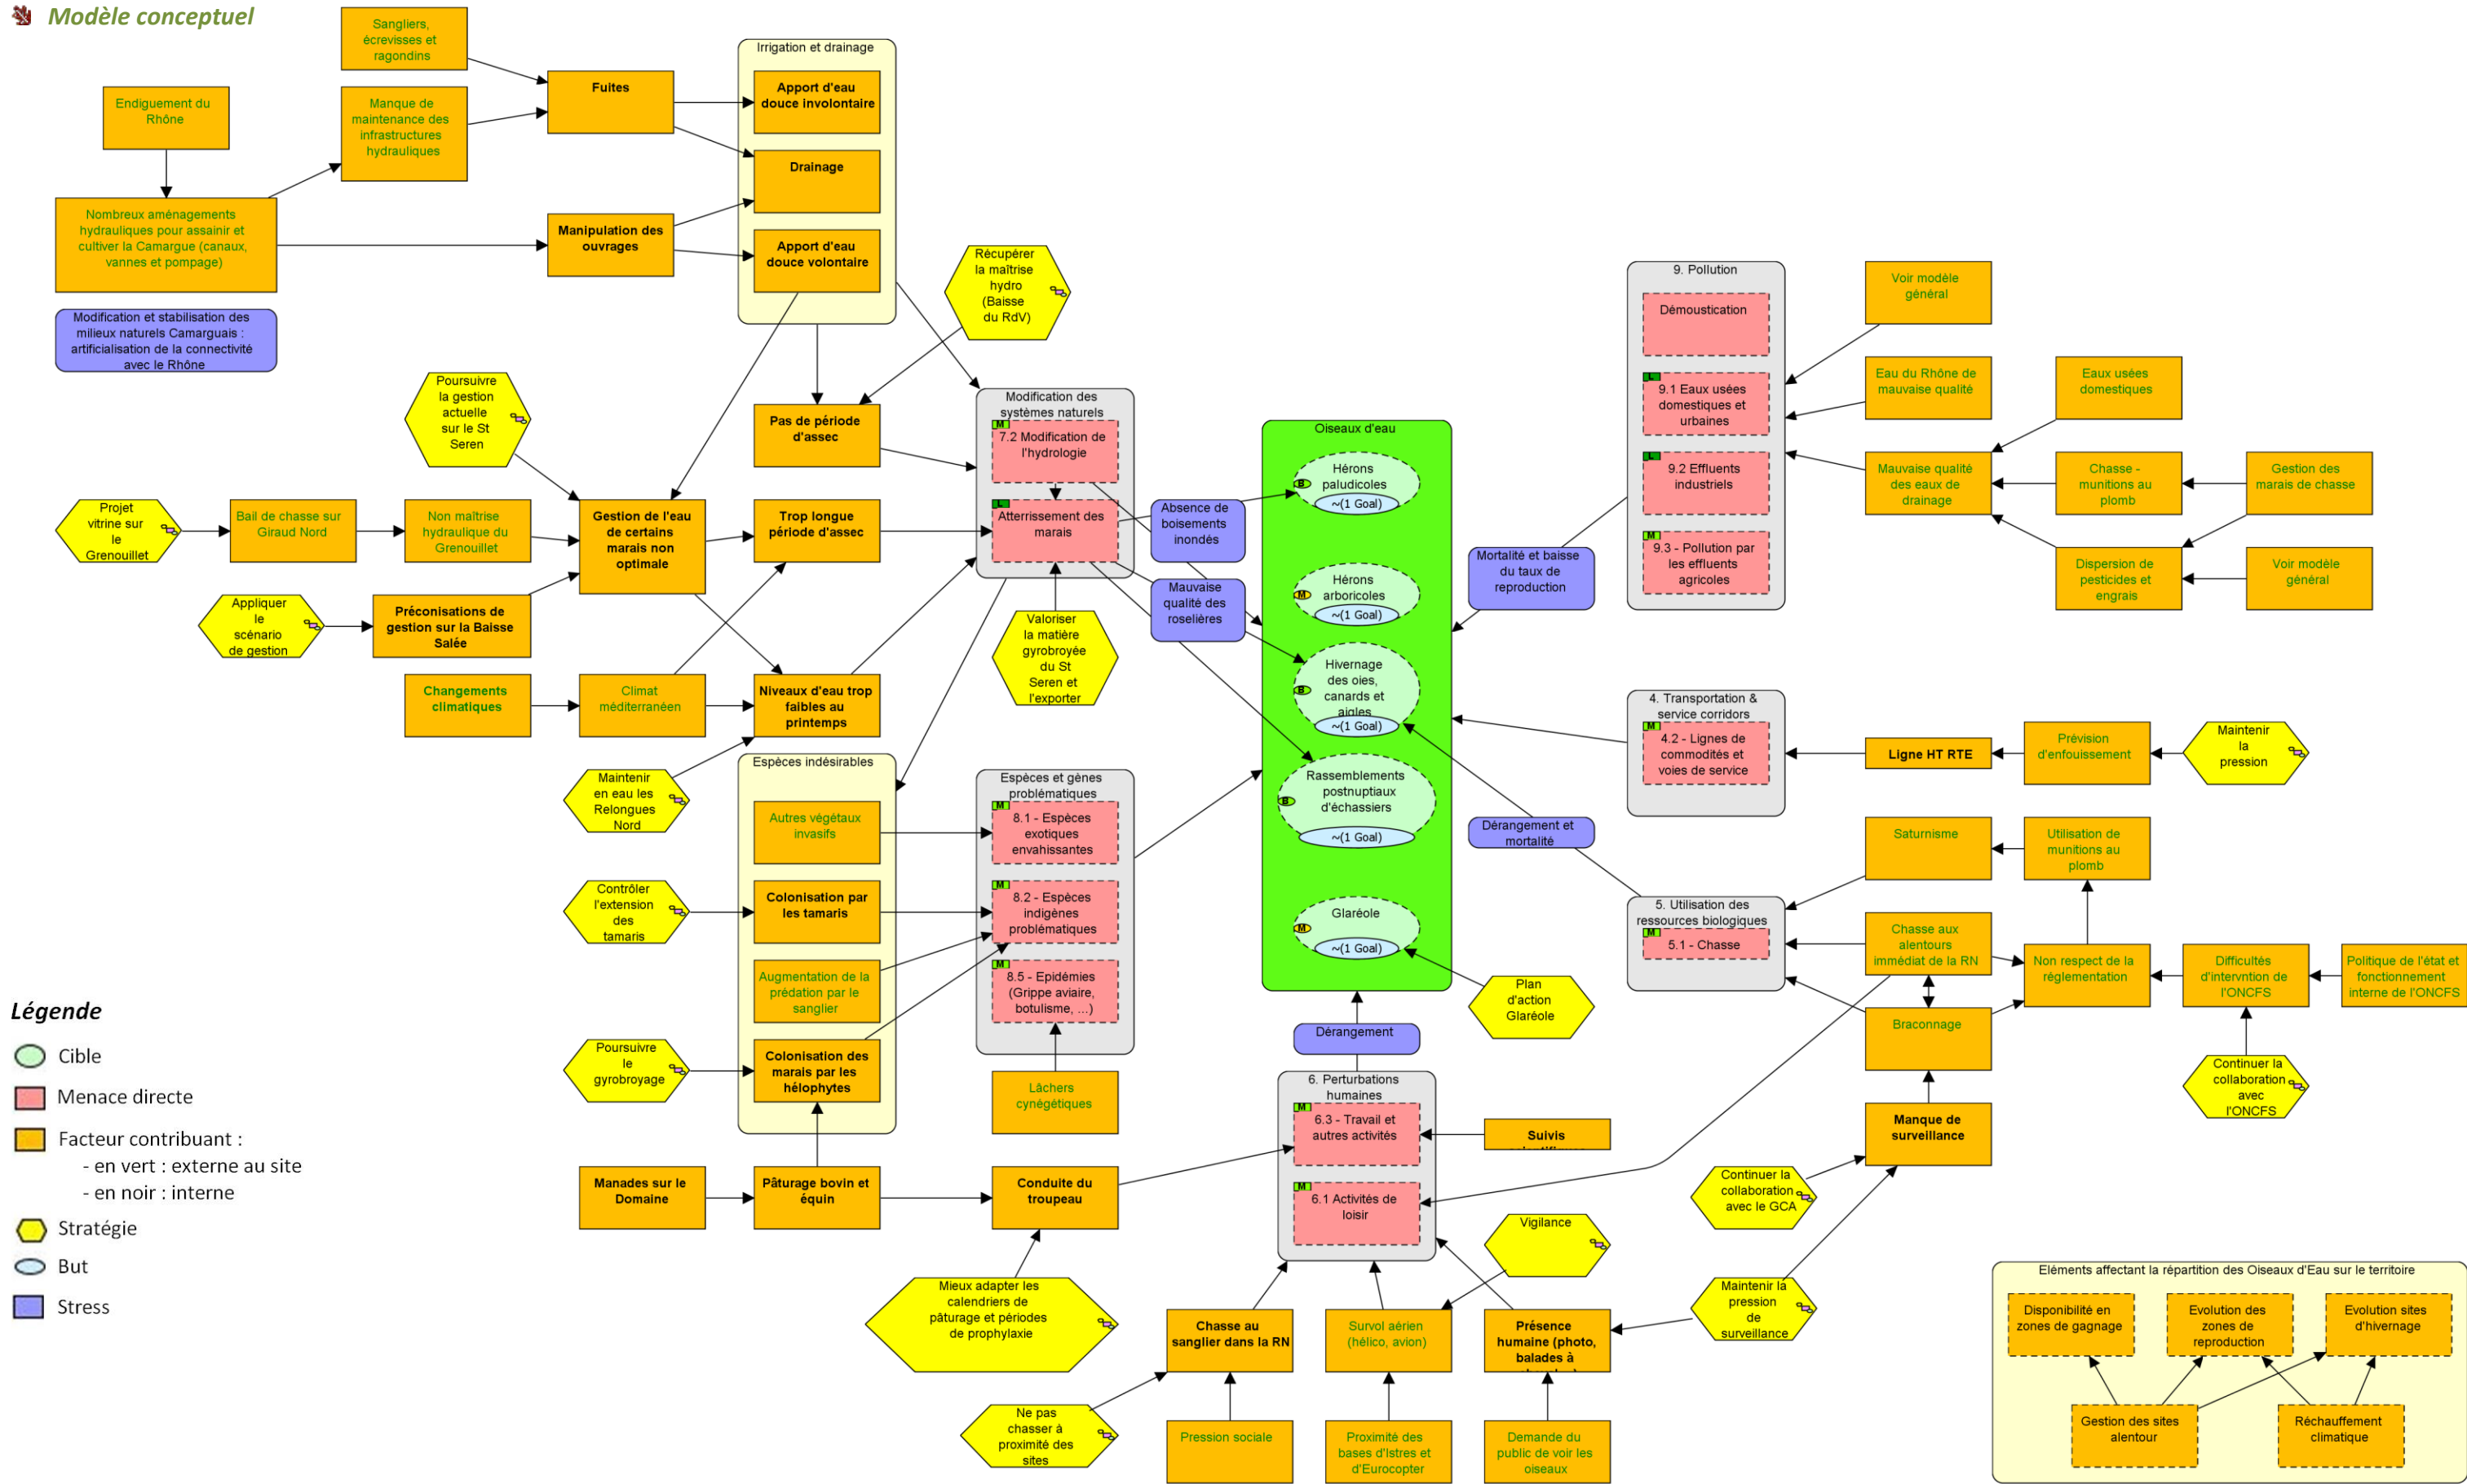 Modèle conceptuel
Sangliers,
écrevisses et
ragondins
Endiguement du
Rhône
Manque de
maintenance des
infrastructures
hydrauliques
Nombreux aménagements
hydrauliques pour assainir et
cultiver la Camargue (canaux,
vannes et pompage)
Modification et stabilisation des
milieux naturels Camarguais :
artificialisation de la connectivité
avec le Rhône
Fuites
Manipulation des
ouvrages
Irrigation et drainage
Apport d'eau
douce involontaire
Drainage
Apport d'eau
douce volontaire
Récupérer
la maîtrise
hydro
(Baisse
du RdV)
Poursuivre
la gestion
actuelle
sur le St
Seren
Pas de période
d'assec
Projet
vitrine sur
le
Grenouillet
Bail de chasse sur
Giraud Nord
Non maîtrise
hydraulique du
Grenouillet
Gestion de l'eau
de certains
marais non
optimale
Trop longue
période d'assec
Appliquer
le
scénario
de gestion
Préconisations de
gestion sur la Baisse
Salée
Changements
climatiques
Climat
méditerranéen
Niveaux d'eau trop
faibles au
printemps
Maintenir
en eau les
Relongues
Nord
Modification des
systèmes naturels
M
7.2 Modification de
l'hydrologie
L
Atterrissement des
marais
Valoriser
la matière
gyrobroyée
du St
Seren et
l'exporter
Absence de
boisements
inondés
Mauvaise
qualité des
roselières
Espèces indésirables
Autres végétaux
invasifs
Colonisation par
les tamaris
Augmentation de la
prédation par le
sanglier
Colonisation des
marais par les
hélophytes
Contrôler
l'extension
des
tamaris
Poursuivre
le
gyrobroyage
Espèces et gènes
problématiques
M
8.1 - Espèces
exotiques
envahissantes
M
8.2 - Espèces
indigènes
problématiques
M
8.5 - Epidémies
(Grippe aviaire,
botulisme, ...)
Lâchers
cynégétiques
Manades sur le
Domaine
Pâturage bovin et
équin
Conduite du
troupeau
Mieux adapter les
calendriers de
pâturage et périodes
de prophylaxie
Oiseaux d'eau
Hérons
paludicoles
B
~(1 Goal)
Hérons
arboricoles
M
~(1 Goal)
Hivernage
des oies,
canards et
aigles
B
~(1 Goal)
Rassemblements
postnuptiaux
d'échassiers
B
~(1 Goal)
Glaréole
M
~(1 Goal)
Plan
d'action
Glaréole
Dérangement
6. Perturbations
humaines
M
6.3 - Travail et
autres activités
M
6.1 Activités de
loisir
Suivis
Vigilance
Chasse au
sanglier dans la RN
Survol aérien
(hélico, avion)
Présence
humaine (photo,
balades à
Ne pas
chasser à
proximité des
sites
Pression sociale
Proximité des
bases d'Istres et
d'Eurocopter
Demande du
public de voir les
oiseaux
Mortalité et baisse
du taux de
reproduction
Dérangement et
mortalité
9. Pollution
Démoustication
L
9.1 Eaux usées
domestiques et
urbaines
L
9.2 Effluents
industriels
M
9.3 - Pollution par
les effluents
agricoles
Voir modèle
général
Eau du Rhône de
mauvaise qualité
Eaux usées
domestiques
Mauvaise qualité
des eaux de
drainage
Chasse -
munitions au
plomb
Gestion des
marais de chasse
Dispersion de
pesticides et
engrais
Voir modèle
général
4. Transportation &
service corridors
M
4.2 - Lignes de
commodités et
voies de service
Ligne HT RTE
Prévision
d'enfouissement
Maintenir
la
pression
5. Utilisation des
ressources biologiques
M
5.1 - Chasse
Saturnisme
Utilisation de
munitions au
plomb
Chasse aux
alentours
immédiat de la RN
Non respect de la
réglementation
Difficultés
d'intervntion de
l'ONCFS
Politique de l'état et
fonctionnement
interne de l'ONCFS
Braconnage
Continuer la
collaboration
avec
l'ONCFS
Manque de
surveillance
Continuer la
collaboration
avec le GCA
Maintenir la
pression
de
surveillance
Eléments affectant la répartition des Oiseaux d'Eau sur le territoire
Disponibilité en
zones de gagnage
Evolution des
zones de
reproduction
Evolution sites
d'hivernage
Gestion des sites
alentour
Réchauffement
climatique
Légende
Cible
Menace directe
Facteur contribuant :
- en vert : externe au site
- en noir : interne
Stratégie
But
Stress